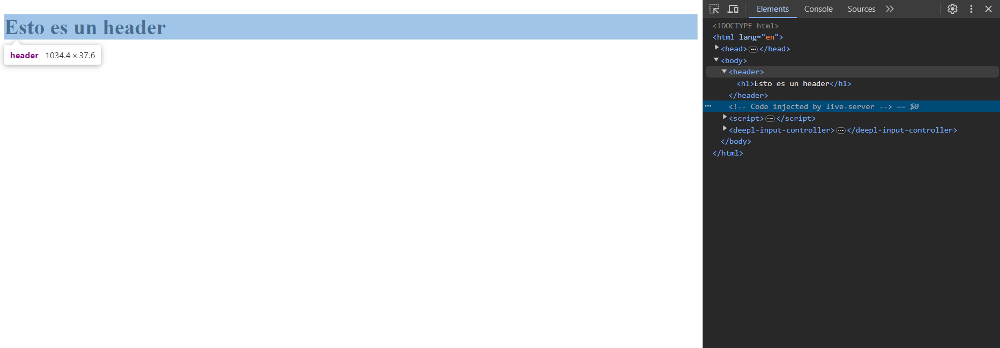 Esto es un header
header 1034.4 × 37.6
Elements Console Sources
<!DOCTYPE html>
<html lang="en">
<head>…</head>
<body>
<header>
<h1>Esto es un header</h1>
</header>
<!-- Code injected by live-server --> == $0
<script>…</script>
<deepl-input-controller>…</deepl-input-controller>
</body>
</html>